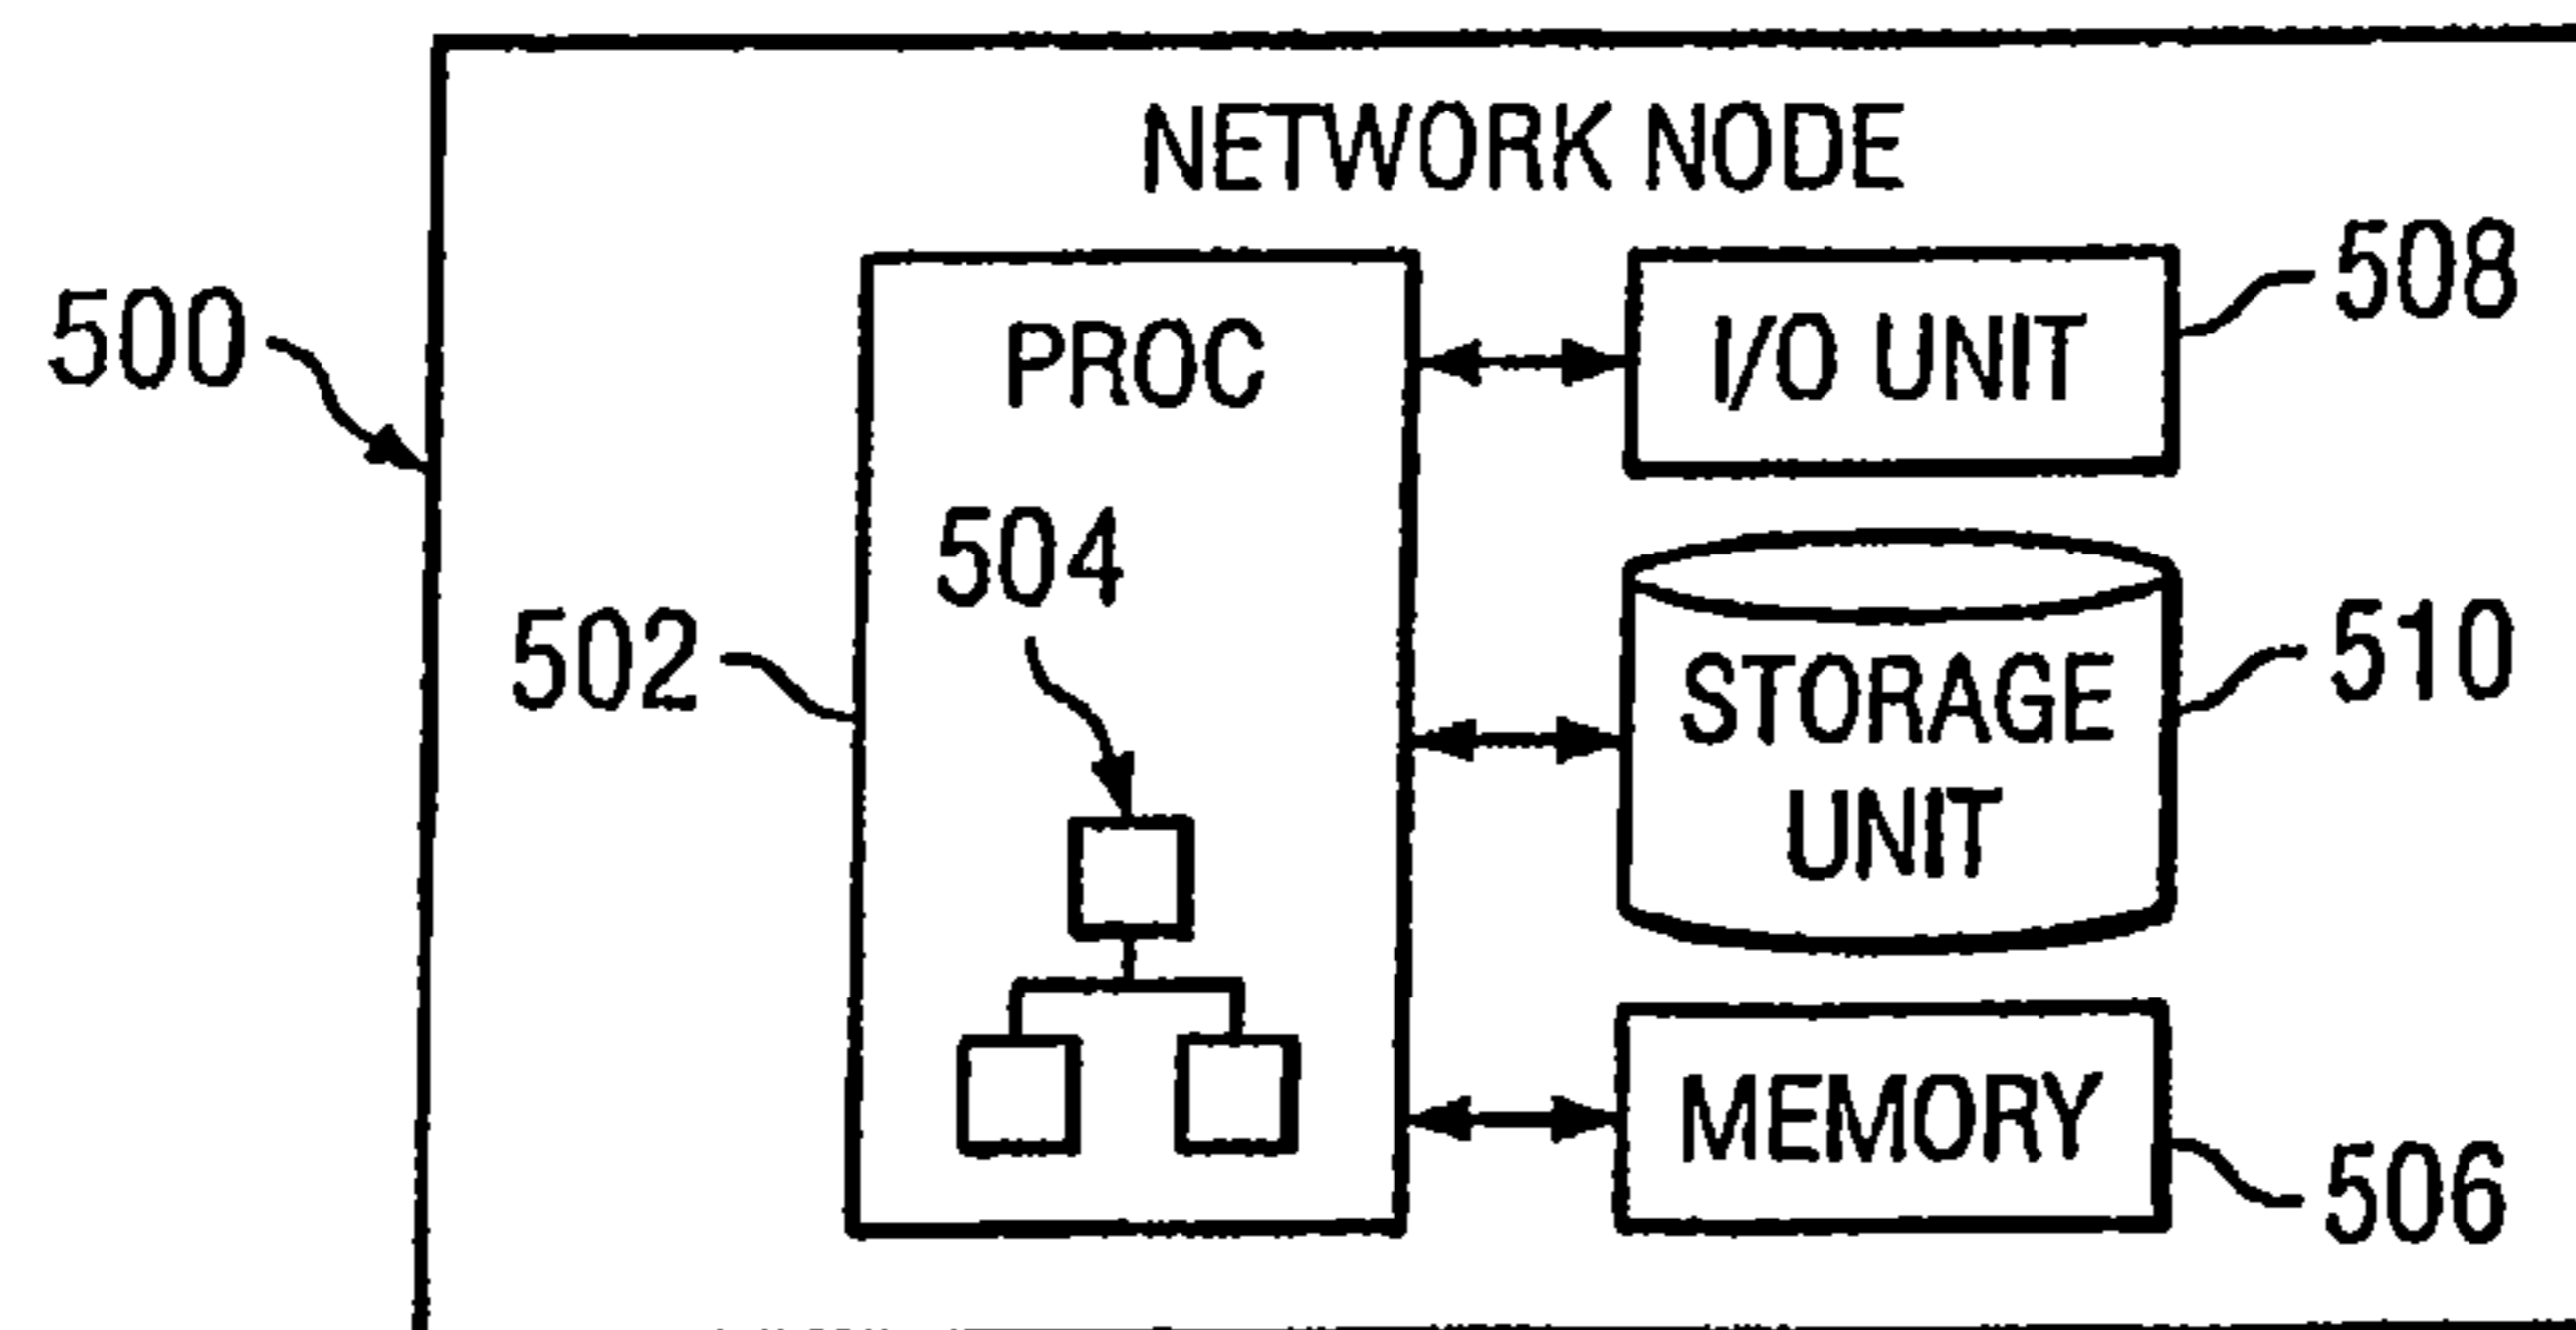 NETWORK NODE
500
502
PROC
504
I/O UNIT
508
STORAGE
UNIT
510
MEMORY
506